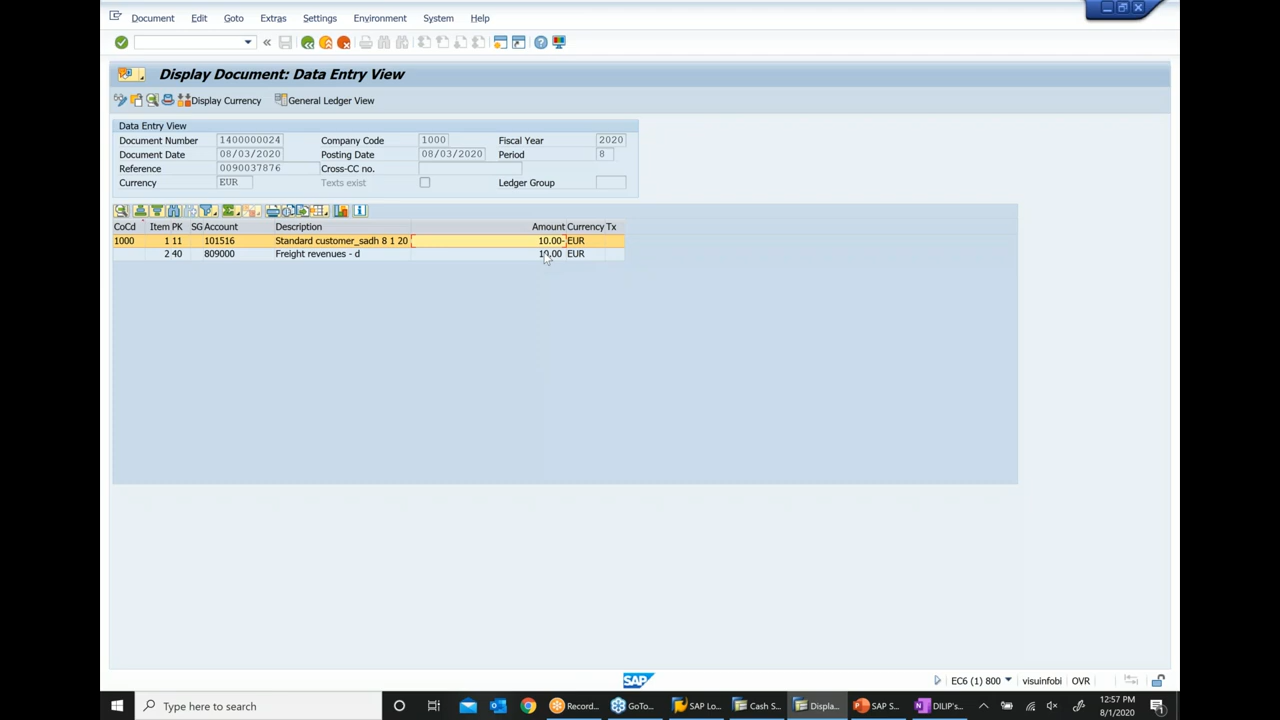 Document Edit Goto Extras Settings Environment System Help
Display Document: Data Entry View
Display Currency General Ledger View
Data Entry View
Document Number 1400000024 Company Code 1000 Fiscal Year 2020
Document Date 08/03/2020 Posting Date 08/03/2020 Period 8
Reference 0090037876 Cross-CC no.
Currency EUR Texts exist Ledger Group
CoCd Item PK SG Account Description Amount Currency Tx
1000 1 11 101516 Standard customer_sadh 8 1 20 10.00- EUR
2 40 809000 Freight revenues - d 10.00 EUR
SAP
EC6 (1) 800 visuinfobi OVR
Type here to search Record... GoTo... SAP Lo... Cash S... Displa... SAP S... DILIP's... 12:57 PM
8/1/2020